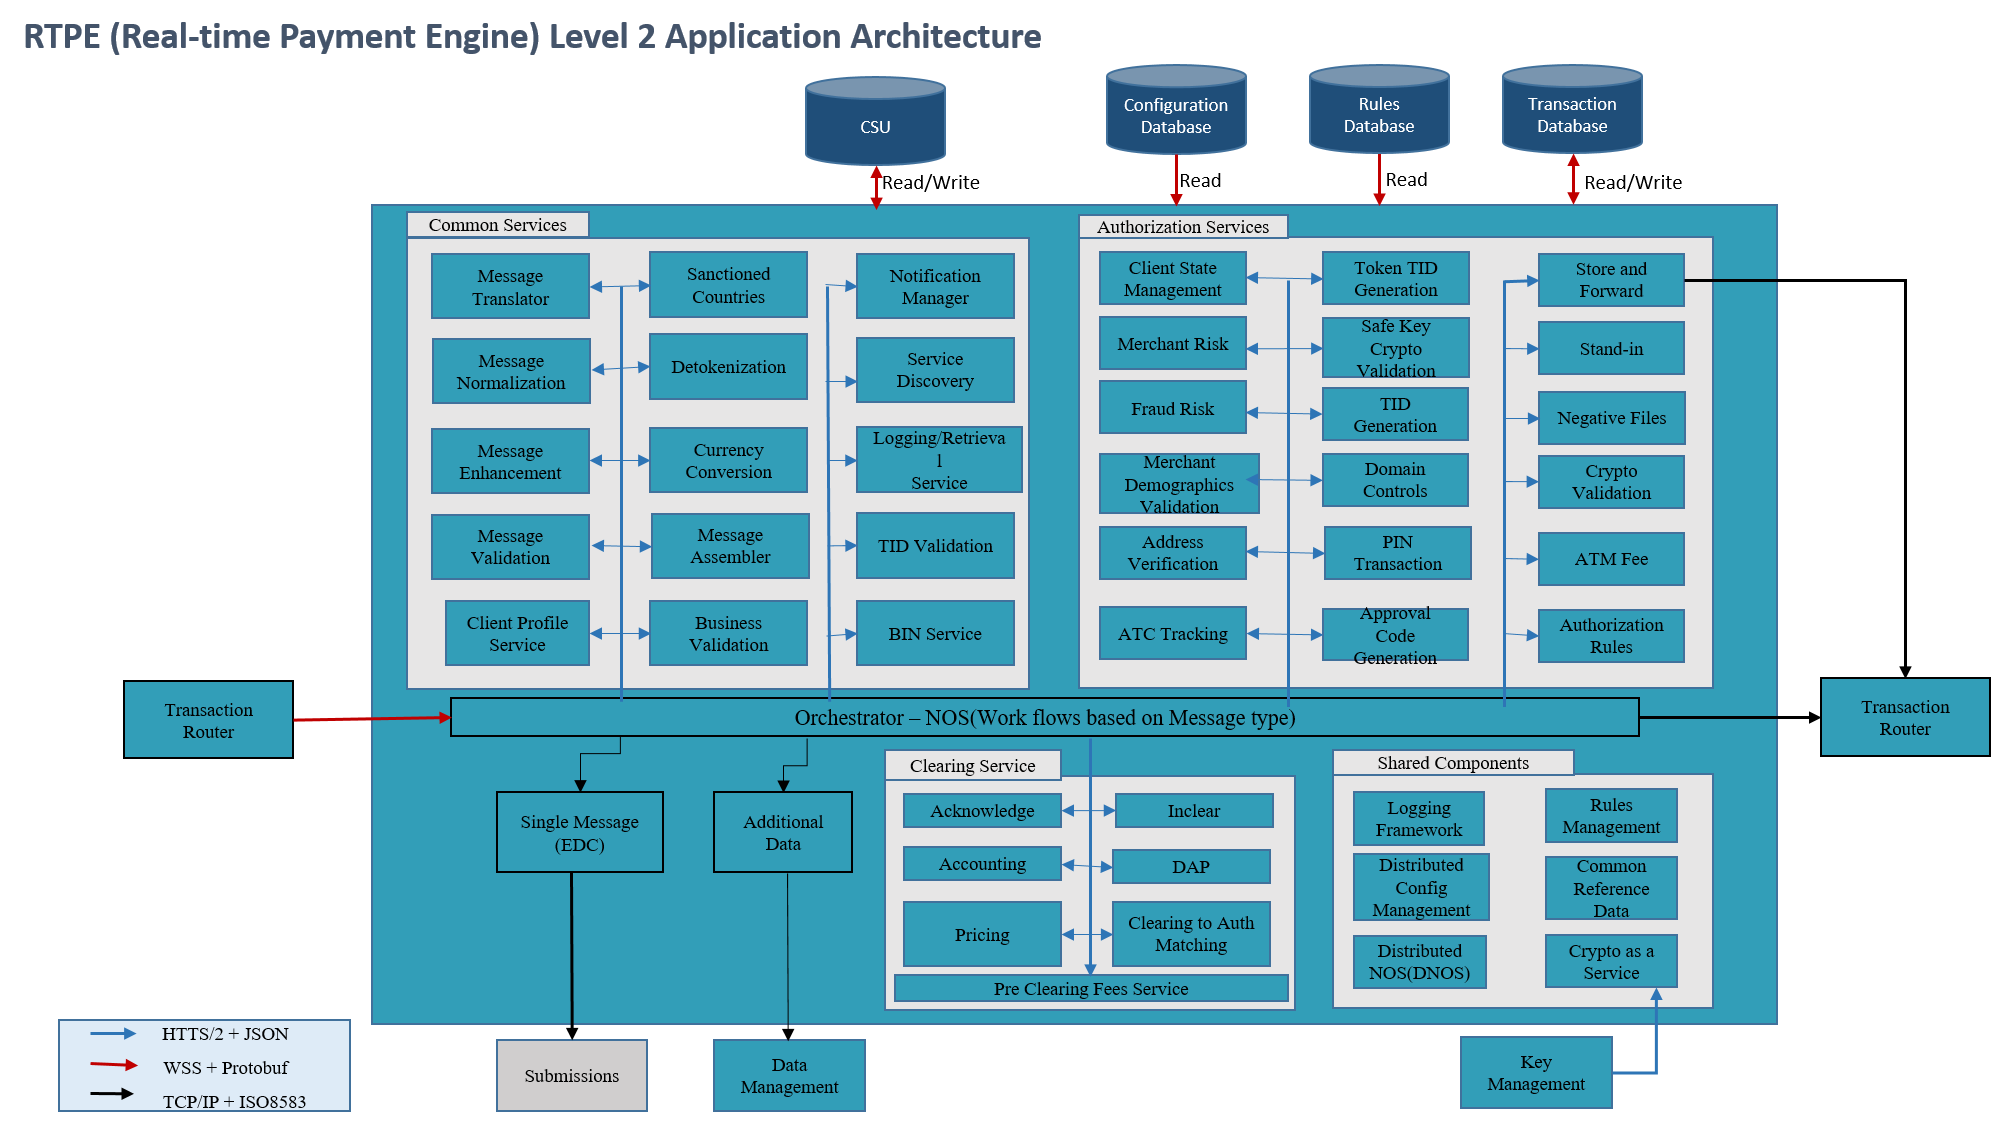 RTPE (Real-time Payment Engine) Level 2 Application Architecture
CSU
Configuration
Database
Rules
Database
Transaction
Database
Read/Write
Read
Read
Read/Write
Common Services
Message
Translator
Sanctioned
Countries
Notification
Manager
Message
Normalization
Detokenization
Service
Discovery
Message
Enhancement
Currency
Conversion
Logging/Retrieva
l
Service
Message
Validation
Message
Assembler
TID Validation
Client Profile
Service
Business
Validation
BIN Service
Authorization Services
Client State
Management
Token TID
Generation
Store and
Forward
Merchant Risk
Safe Key
Crypto
Validation
Stand-in
Fraud Risk
TID
Generation
Negative Files
Merchant
Demographics
Validation
Domain
Controls
Crypto
Validation
Address
Verification
PIN
Transaction
ATM Fee
ATC Tracking
Approval
Code
Generation
Authorization
Rules
Transaction
Router
Orchestrator – NOS(Work flows based on Message type)
Transaction
Router
Single Message
(EDC)
Additional
Data
Clearing Service
Acknowledge
Inclear
Accounting
DAP
Pricing
Clearing to Auth
Matching
Pre Clearing Fees Service
Shared Components
Logging
Framework
Rules
Management
Distributed
Config
Management
Common
Reference
Data
Distributed
NOS(DNOS)
Crypto as a
Service
HTTS/2 + JSON
WSS + Protobuf
TCP/IP + ISO8583
Submissions
Data
Management
Key
Management